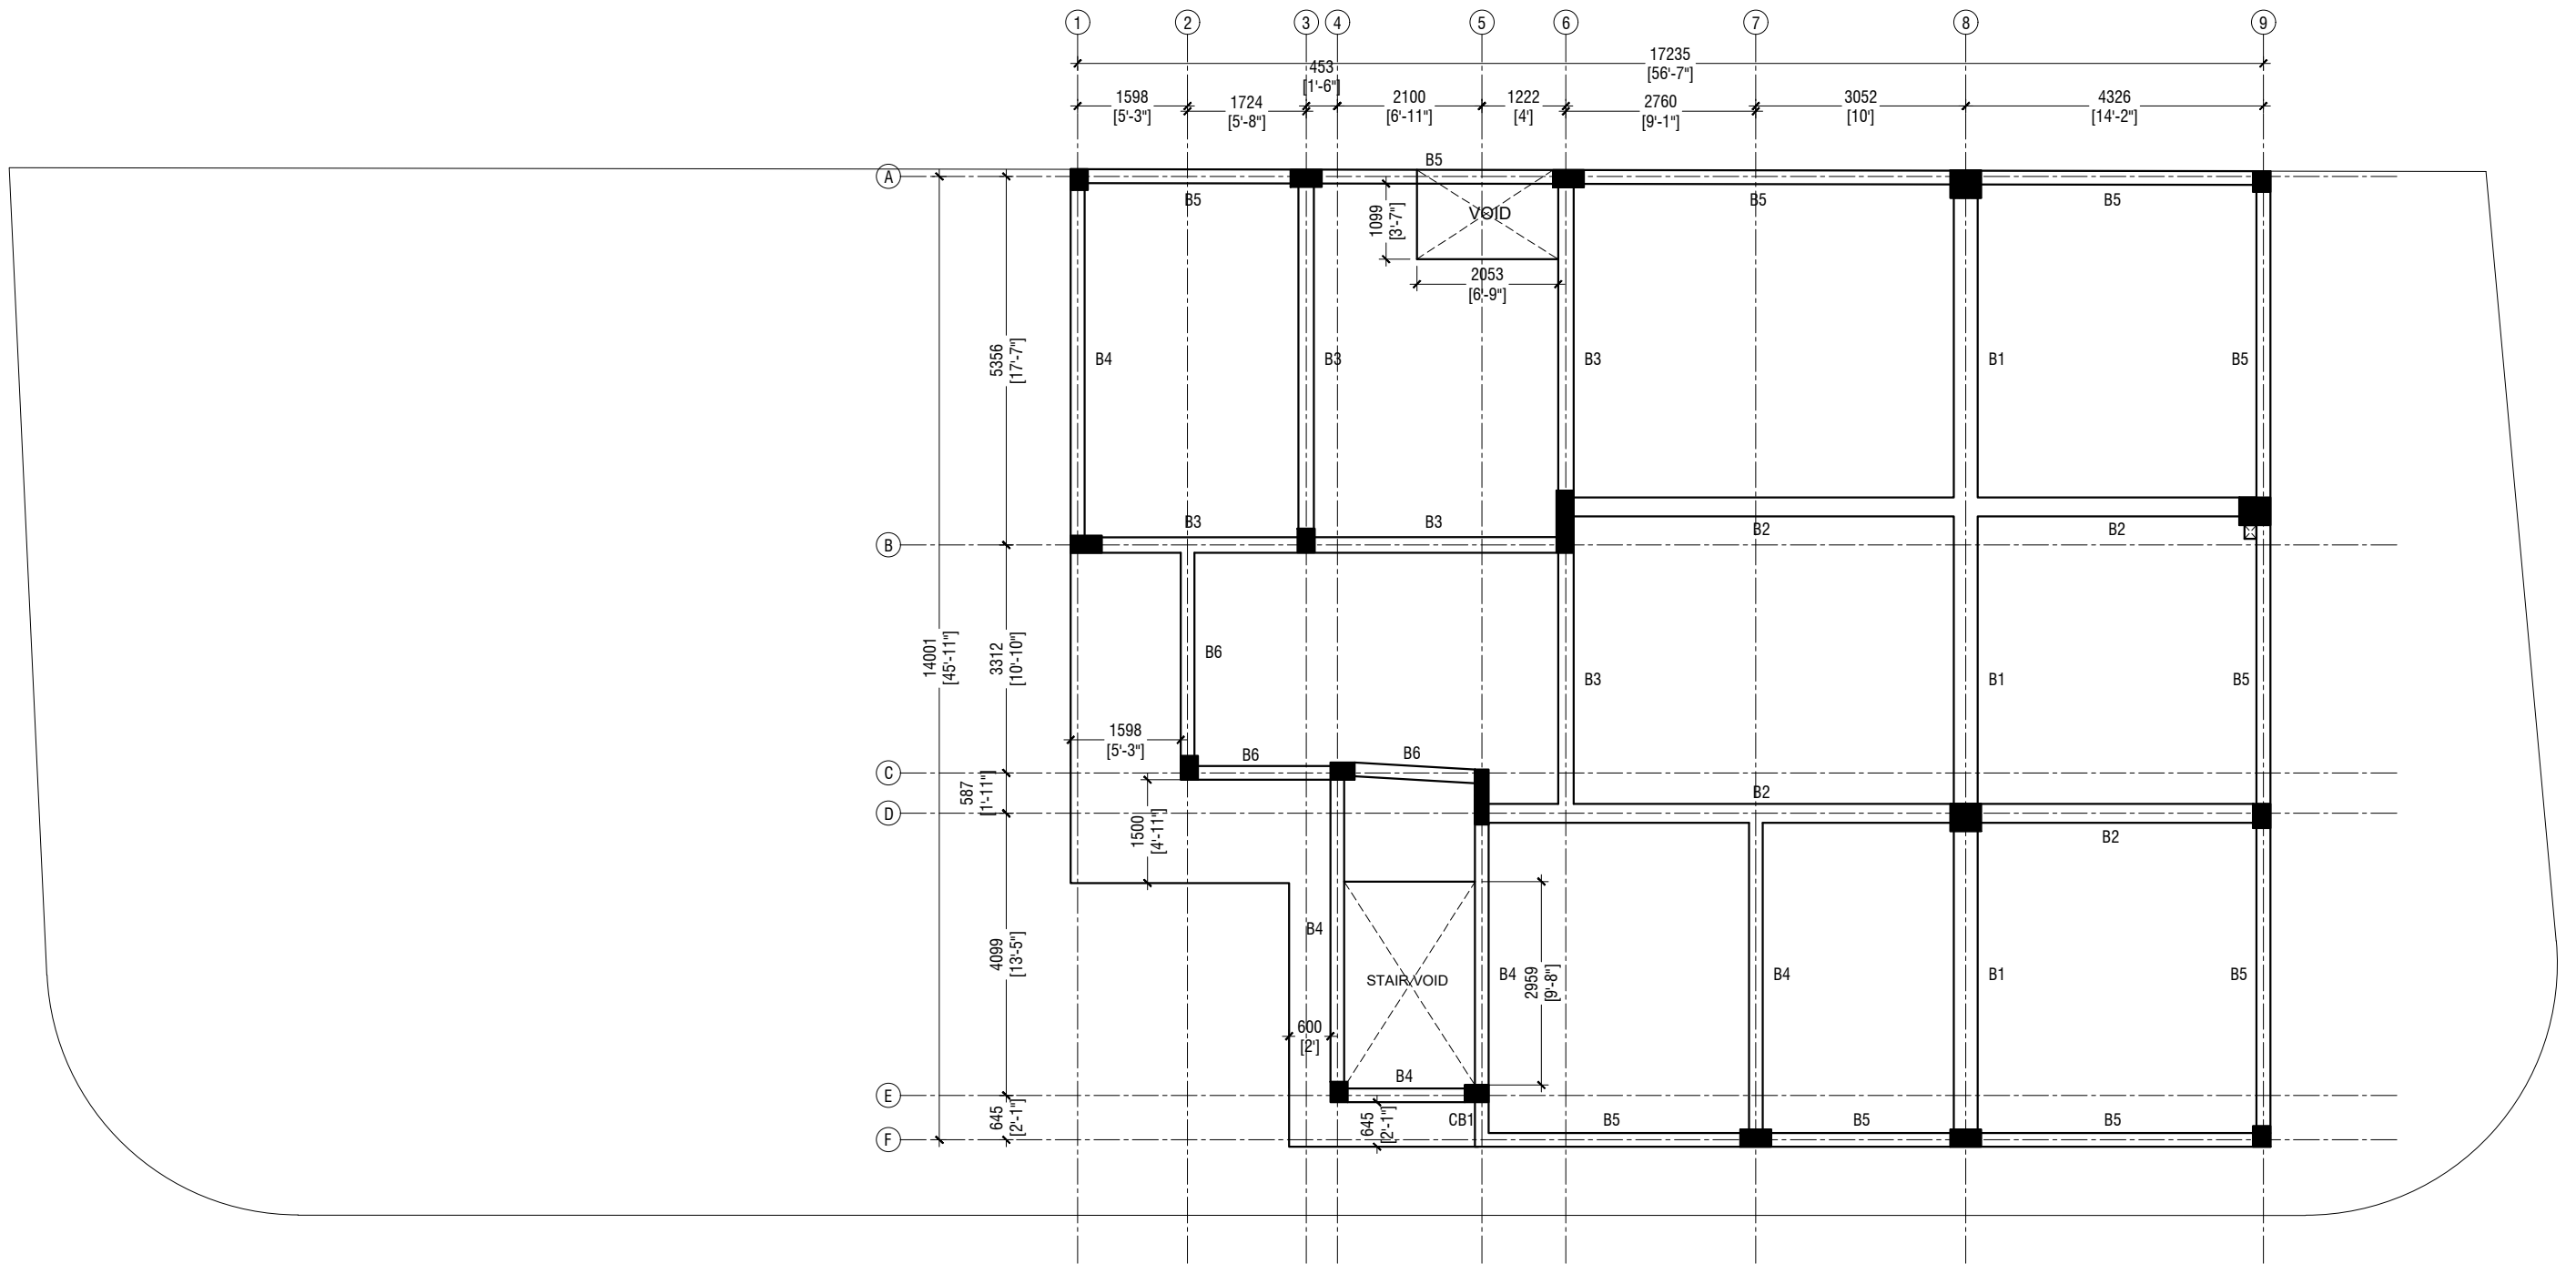 1 2 3 4 5 6 7 8 9
17235
[56'-7"]
453
[1'-6"]
1598
[5'-3"]
1724
[5'-8"]
2100
[6'-11"]
1222
[4']
2760
[9'-1"]
3052
[10']
4326
[14'-2"]
A
B5
B5
B5
B5
1099
[3'-7"]
VOID
2053
[6'-9"]
5356
[17'-7"]
B4
B3
B3
B1
B5
B3
B3
B2
B2
B
14001
[45'-11"]
3312
[10'-10"]
B6
B3
B1
B5
1598
[5'-3"]
B6
B6
C
587
[1'-11"]
B2
D
1500
[4'-11"]
B2
4099
[13'-5"]
B4
STAIR VOID
B4
2959
[9'-8"]
B4
B1
B5
600
[2']
B4
E
645
[2'-1"]
645
[2'-1"]
CB1
B5
B5
B5
F